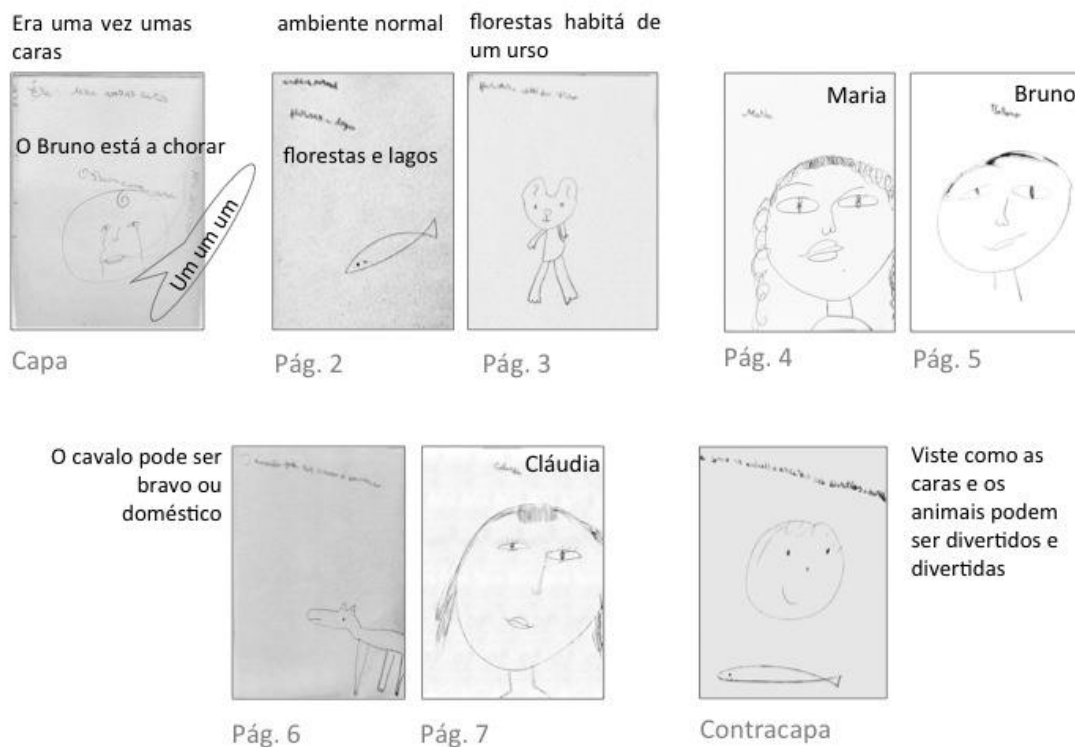 Era uma vez umas
caras
ambiente normal
florestas habitá de
um urso
O Bruno está a chorar
Um um um
florestas e lagos
Maria
Bruno
Capa
Pág. 2
Pág. 3
Pág. 4
Pág. 5
O cavalo pode ser
bravo ou
doméstico
Cláudia
Viste como as
caras e os
animais podem
ser divertidos e
divertidas
Pág. 6
Pág. 7
Contracapa